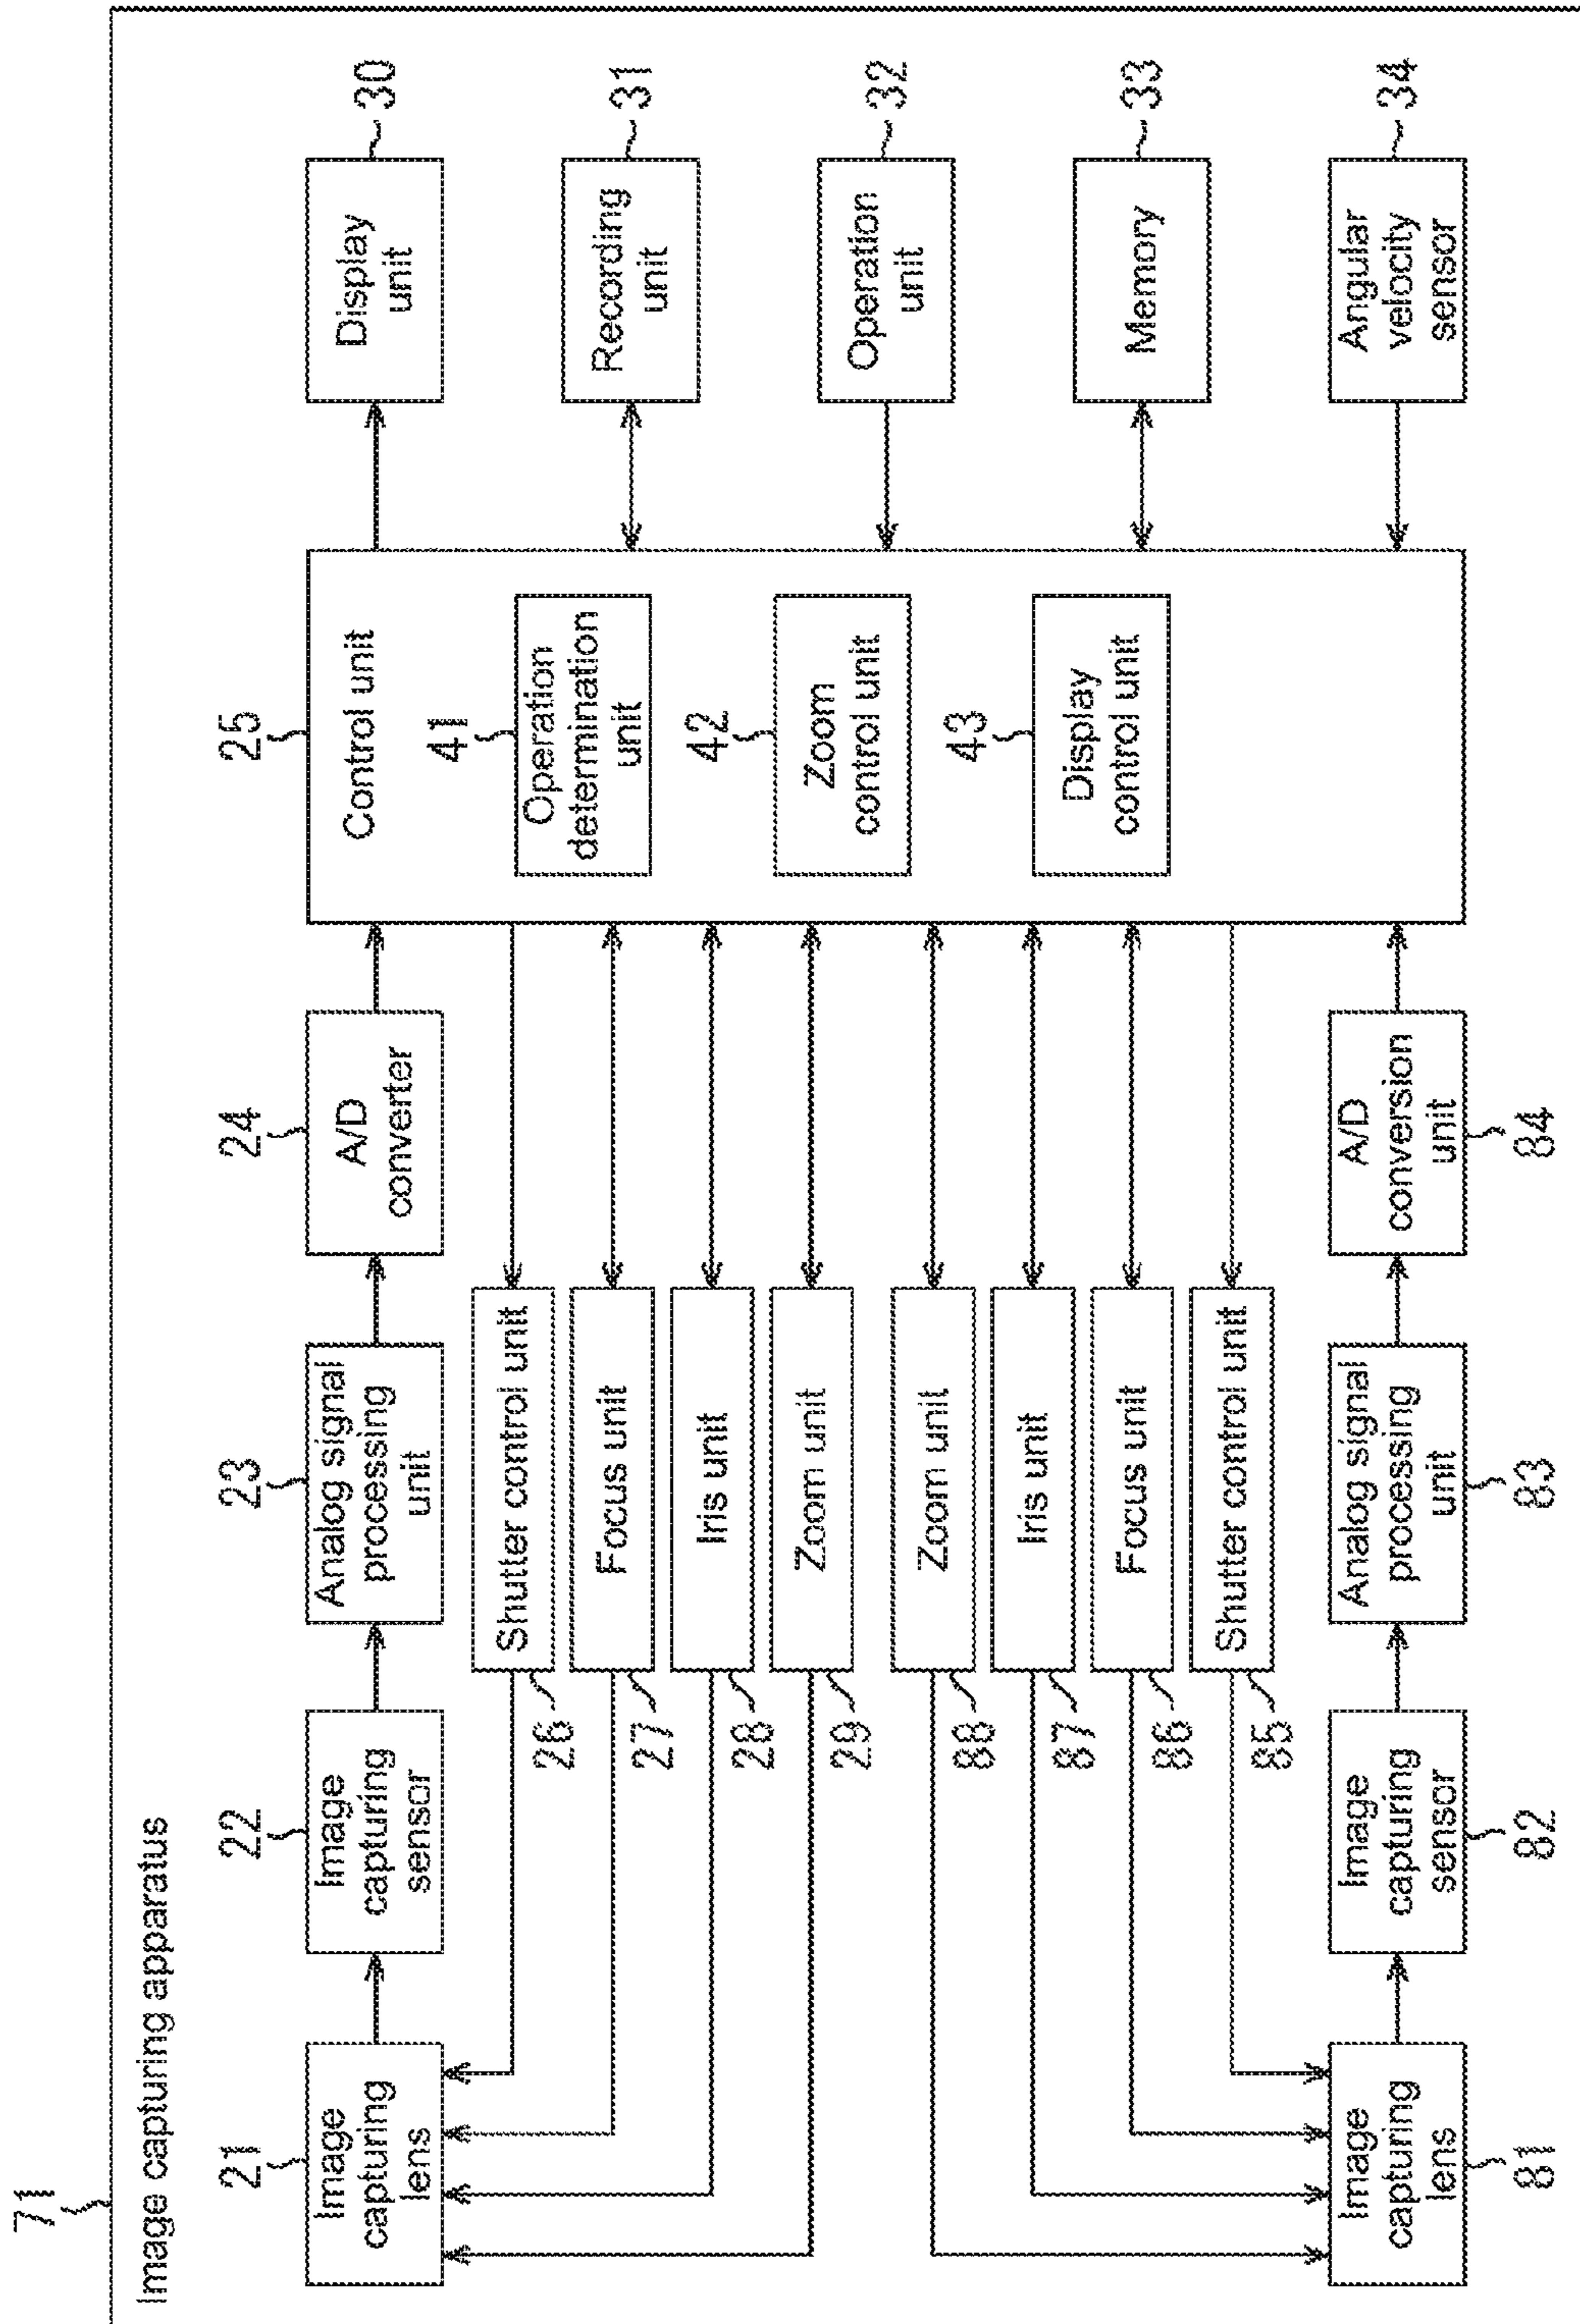 71
Image capturing apparatus
21
Image
capturing
lens
22
Image
capturing
sensor
23
Analog signal
processing
unit
24
A/D
converter
25
Control unit
41
Operation
determination
unit
42
Zoom
control unit
43
Display
control unit
Display
unit
30
Recording
unit
31
Operation
unit
32
Memory
33
Angular
velocity
sensor
34
Shutter control unit
26
Focus unit
27
Iris unit
28
Zoom unit
29
Zoom unit
88
Iris unit
87
Focus unit
86
Shutter control unit
85
Image
capturing
lens
81
Image
capturing
sensor
82
Analog signal
processing
unit
83
A/D
conversion
unit
84